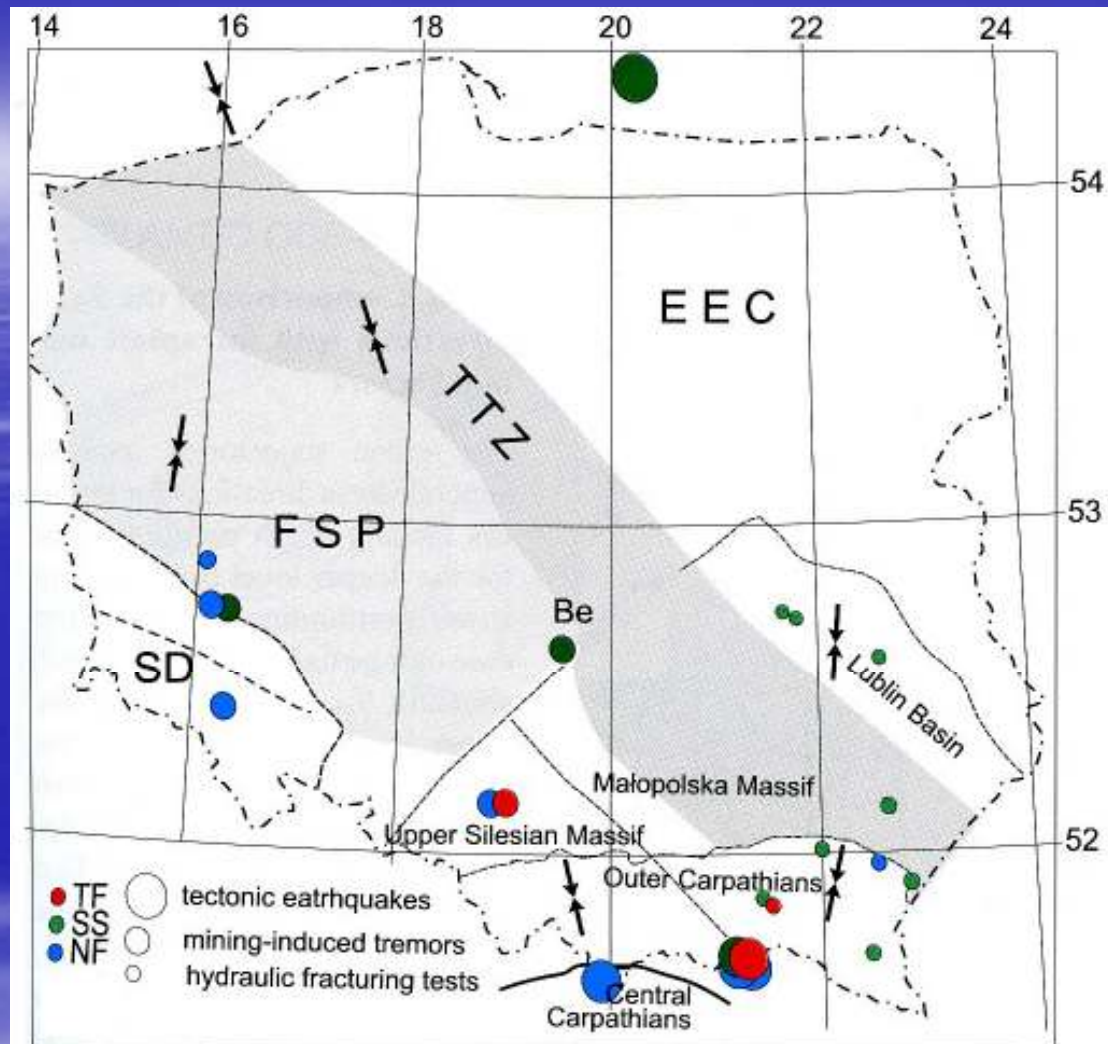 14 16 18 20 22 24
54
E E C
T T Z
53
F S P
Be
SD
Lublin Basin
Małopolska Massif
Upper Silesian Massif
52
Outer Carpathians
TF
SS
NF
tectonic eatrhquakes
mining-induced tremors
hydraulic fracturing tests
Central
Carpathians